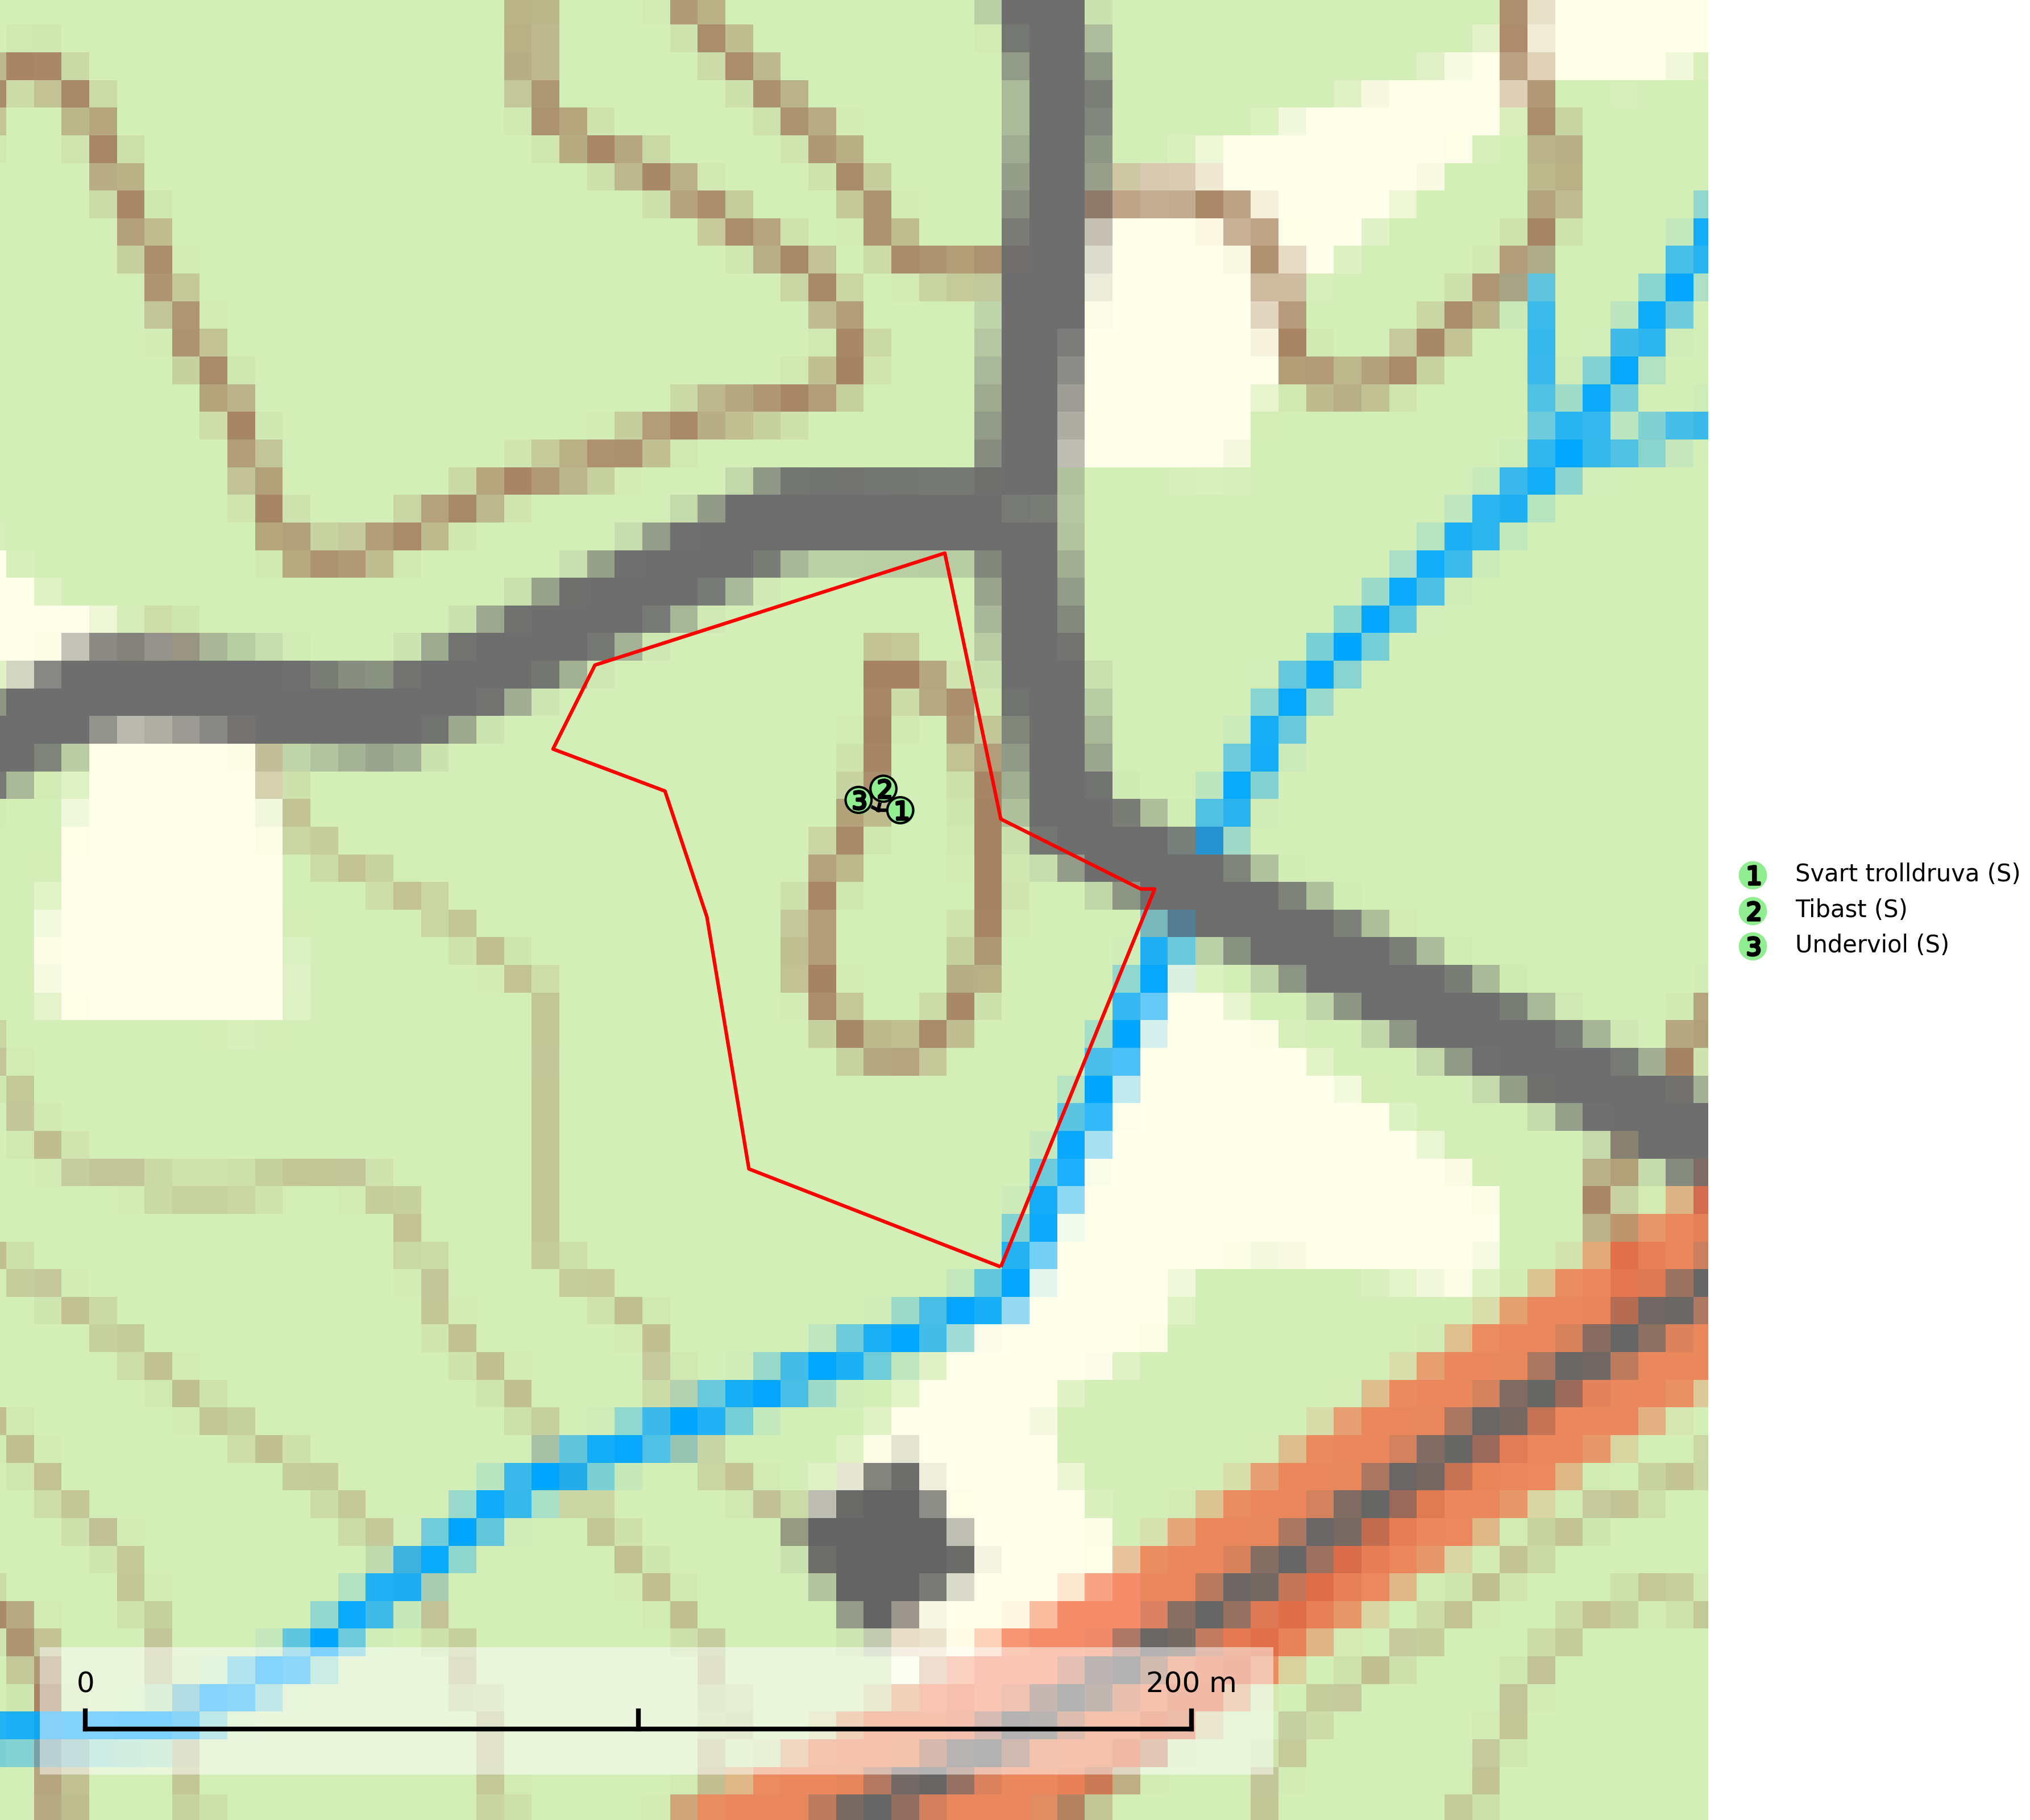 3
2
1
1 Svart trolldruva (S)
2 Tibast (S)
3 Underviol (S)
0 200 m